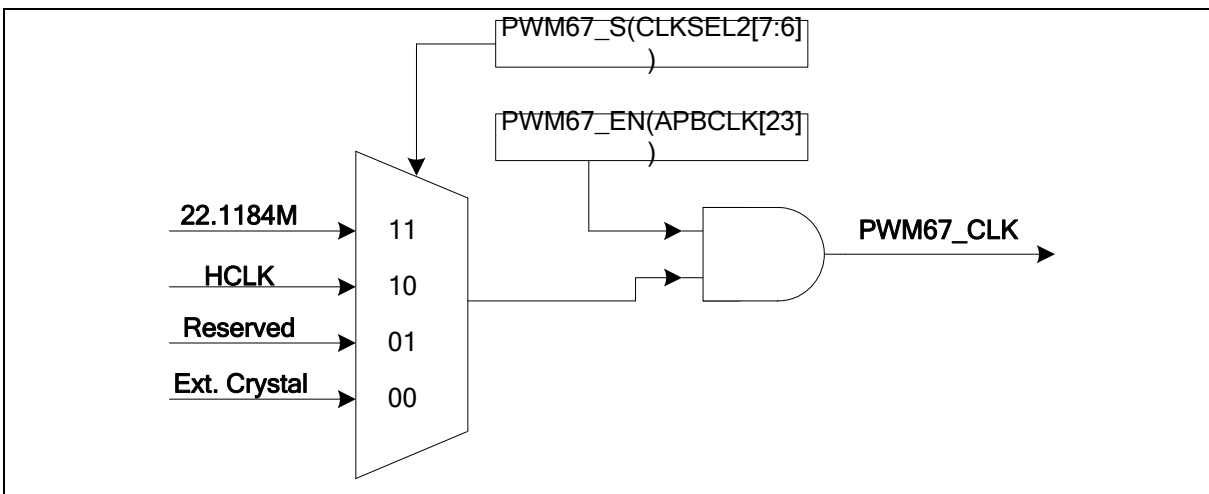 PWM67_S(CLKSEL2[7:6]
)
PWM67_EN(APBCLK[23]
)
22.1184M
11
PWM67_CLK
HCLK
10
Reserved
01
Ext. Crystal
00